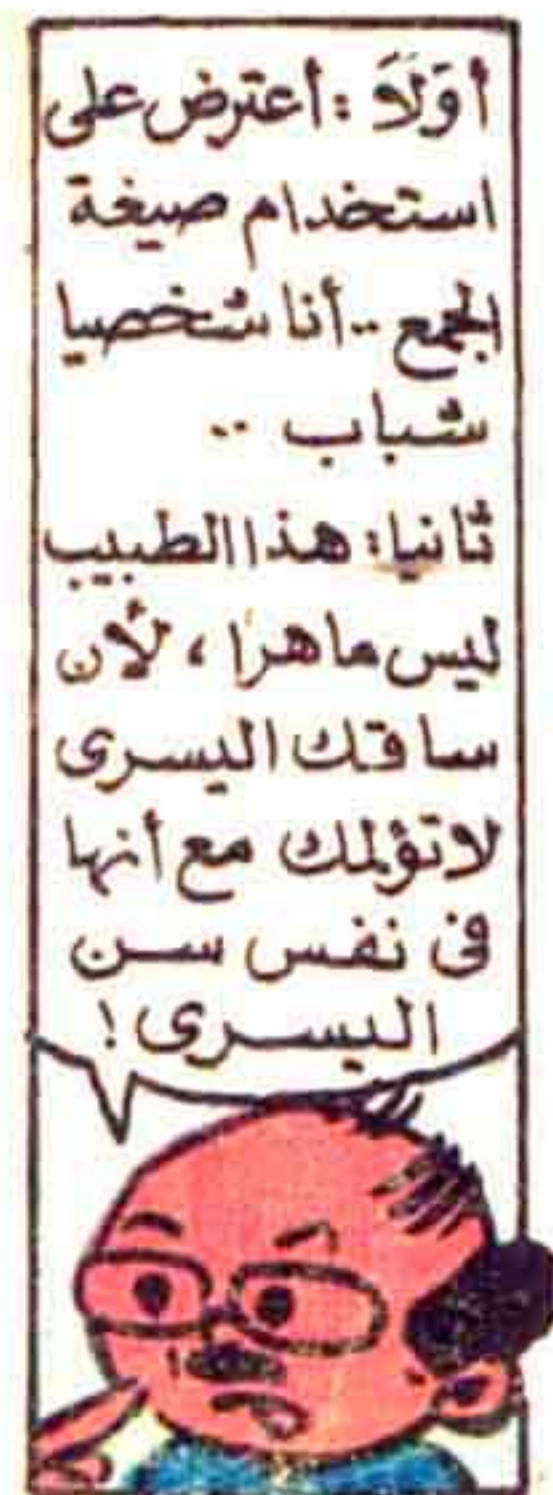 أوَلَاَ : أعترض على
استخدام صيغة
الجمع .. أنا شخصيا
شباب ..
ثانيا : هذا الطبيب
ليس ماهرا ، لأن
ساقك اليسرى
لاتؤلمك مع أنها
فى نفس سن
اليسرى !